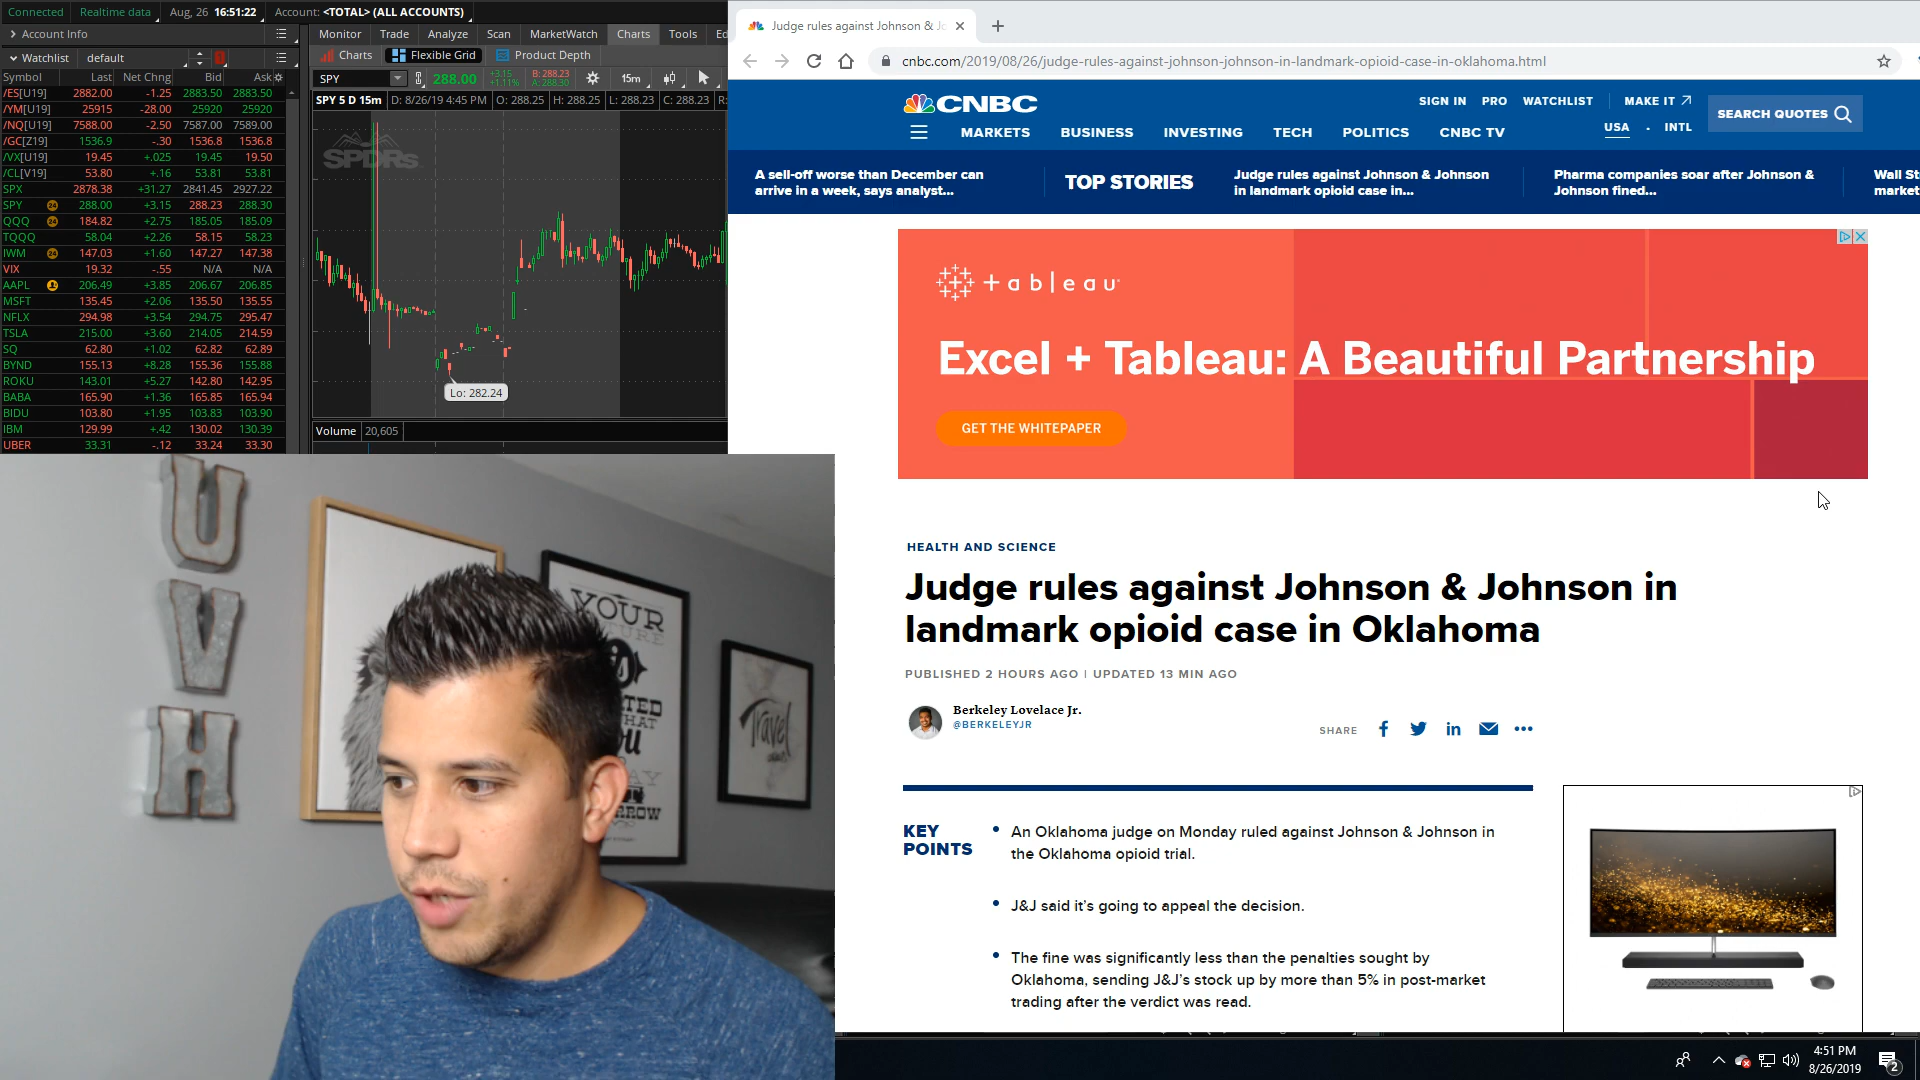 Connected Realtime data Aug, 26 16:51:22 Account: <TOTAL> (ALL ACCOUNTS)
Account Info
Watchlist default
Symbol Last Net Chng Bid Ask
/ES[U19] 2882.00 -1.25 2883.50 2883.50
/YM[U19] 25915 -28.00 25920 25920
/NQ[U19] 7588.00 -2.50 7587.00 7589.00
/GC[Z19] 1536.9 -.30 1536.8 1536.8
/VX[U19] 19.45 +.025 19.45 19.50
/CL[V19] 53.80 +.16 53.81 53.81
SPX 2878.38 +31.27 2841.45 2927.22
SPY 288.00 +3.15 288.23 288.30
QQQ 184.82 +2.75 185.05 185.09
TQQQ 58.04 +2.26 58.15 58.23
IWM 147.03 +1.60 147.27 147.38
VIX 19.32 -.55 N/A N/A
AAPL 206.49 +3.85 206.67 206.85
MSFT 135.45 +2.06 135.50 135.55
NFLX 294.98 +3.54 294.75 295.47
TSLA 215.00 +3.60 214.05 214.59
SQ 62.80 +1.02 62.82 62.89
BYND 155.13 +8.28 155.36 155.88
ROKU 143.01 +5.27 142.80 142.95
BABA 165.90 +1.36 165.85 165.94
BIDU 103.80 +1.95 103.83 103.90
IBM 129.99 +.42 130.02 130.39
UBER 33.31 -.12 33.24 33.30
Monitor Trade Analyze Scan MarketWatch Charts Tools Ed
Charts Flexible Grid Product Depth
SPY 288.00 +3.15 +1.11% B: 288.23 A: 288.30 15m
SPY 5 D 15m D: 8/26/19 4:45 PM O: 288.25 H: 288.25 L: 288.23 C: 288.23 R:
SPDRs
Lo: 282.24
Volume 20,605
Judge rules against Johnson & Jo
cnbc.com/2019/08/26/judge-rules-against-johnson-johnson-in-landmark-opioid-case-in-oklahoma.html
CNBC
SIGN IN PRO WATCHLIST MAKE IT
USA INTL
SEARCH QUOTES
MARKETS BUSINESS INVESTING TECH POLITICS CNBC TV
A sell-off worse than December can
arrive in a week, says analyst...
TOP STORIES
Judge rules against Johnson & Johnson
in landmark opioid case in...
Pharma companies soar after Johnson &
Johnson fined...
Wall St
market
+ a b l e a u
Excel + Tableau: A Beautiful Partnership
GET THE WHITEPAPER
HEALTH AND SCIENCE
Judge rules against Johnson & Johnson in
landmark opioid case in Oklahoma
PUBLISHED 2 HOURS AGO | UPDATED 13 MIN AGO
Berkeley Lovelace Jr.
@BERKELEYJR
SHARE
KEY
POINTS
An Oklahoma judge on Monday ruled against Johnson & Johnson in
the Oklahoma opioid trial.
J&J said it's going to appeal the decision.
The fine was significantly less than the penalties sought by
Oklahoma, sending J&J's stock up by more than 5% in post-market
trading after the verdict was read.
U
V
H
YOUR
Travel
4:51 PM
8/26/2019
2